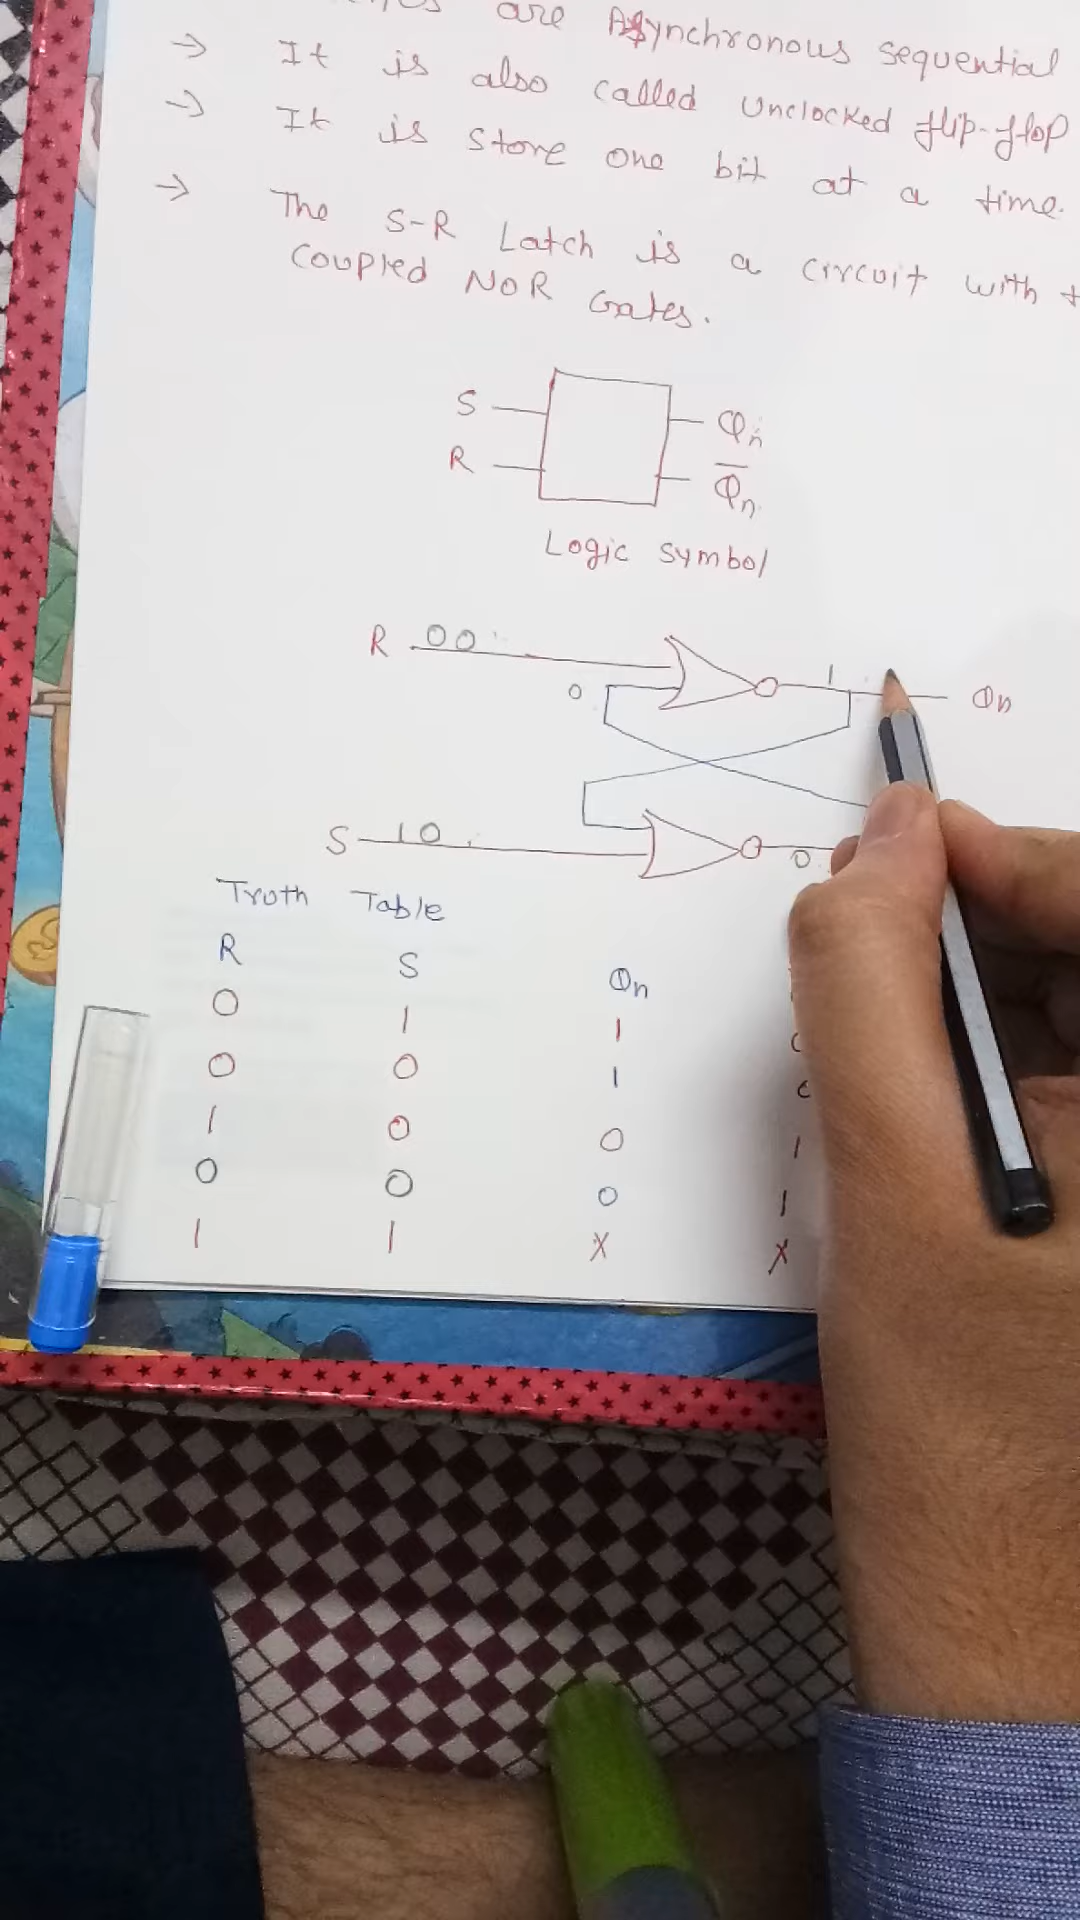 are Asynchronous sequential
→ It is also called Unclocked flip-flop
→ It is store one bit at a time.
→ The S-R Latch is a circuit with
Coupled NOR Gates.
S Qn
R Q̅n
Logic Symbol
R 00 1 Qn
0
S 10 0
Truth Table
R S Qn
0 1 1
0 0 1
1 0 0 1
0 0 0 1
1 1 X X